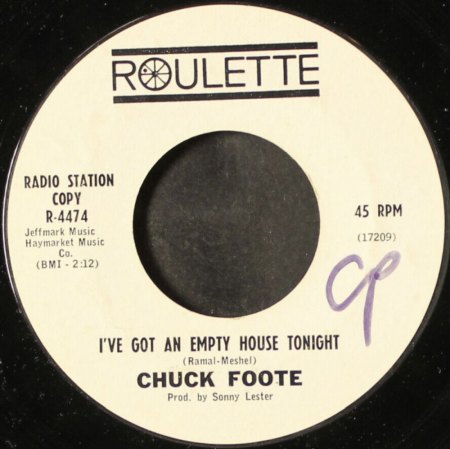 ROULETTE
RADIO STATION
COPY
R-4474
Jeffmark Music
Haymarket Music
Co.
(BMI - 2:12)
45 RPM
(17209)
CP
I'VE GOT AN EMPTY HOUSE TONIGHT
(Ramal-Meshel)
CHUCK FOOTE
Prod. by Sonny Lester